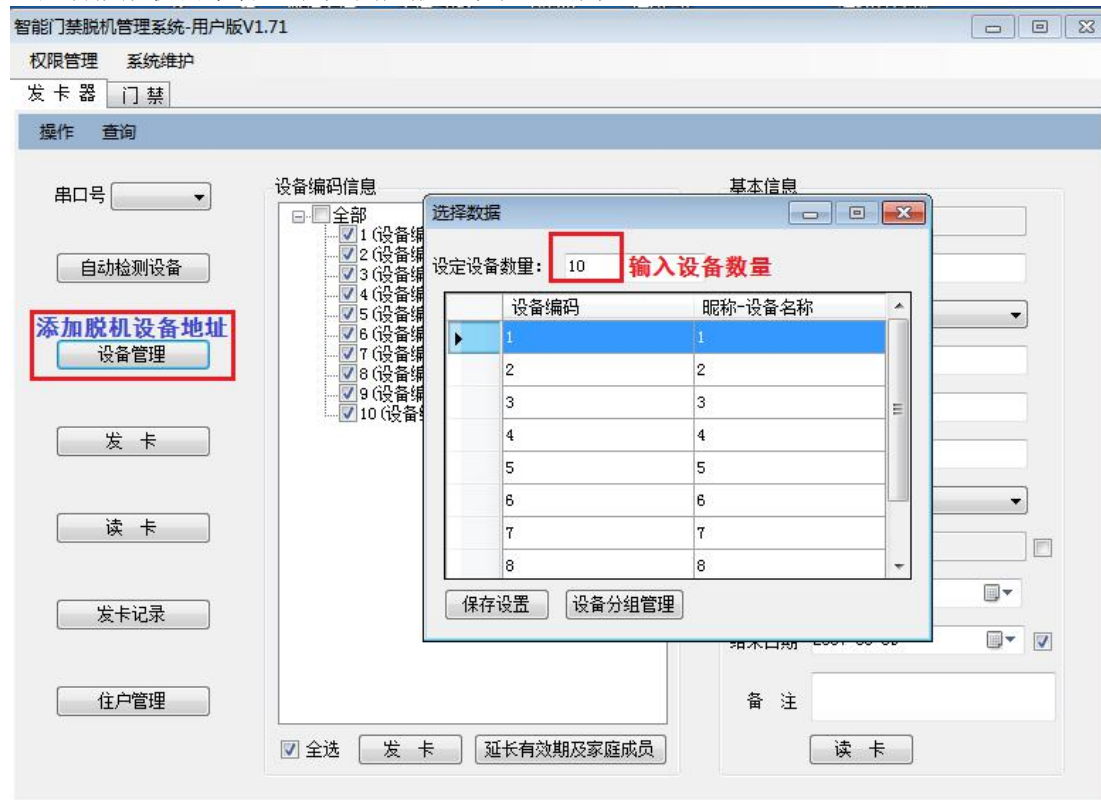 智能门禁脱机管理系统-用户版V1.71
权限管理 系统维护
发 卡 器 门 禁
操作 查询
串口号
自动检测设备
添加脱机设备地址
设备管理
发 卡
读 卡
发卡记录
住户管理
设备编码信息
全部
1 (设备编
2 (设备编
3 (设备编
4 (设备编
5 (设备编
6 (设备编
7 (设备编
8 (设备编
9 (设备编
10 (设备
全选 发 卡 延长有效期及家庭成员
选择数据
设定设备数量： 10 输入设备数量
设备编码 昵称-设备名称
1 1
2 2
3 3
4 4
5 5
6 6
7 7
8 8
保存设置 设备分组管理
基本信息
结束日期
备 注
读 卡